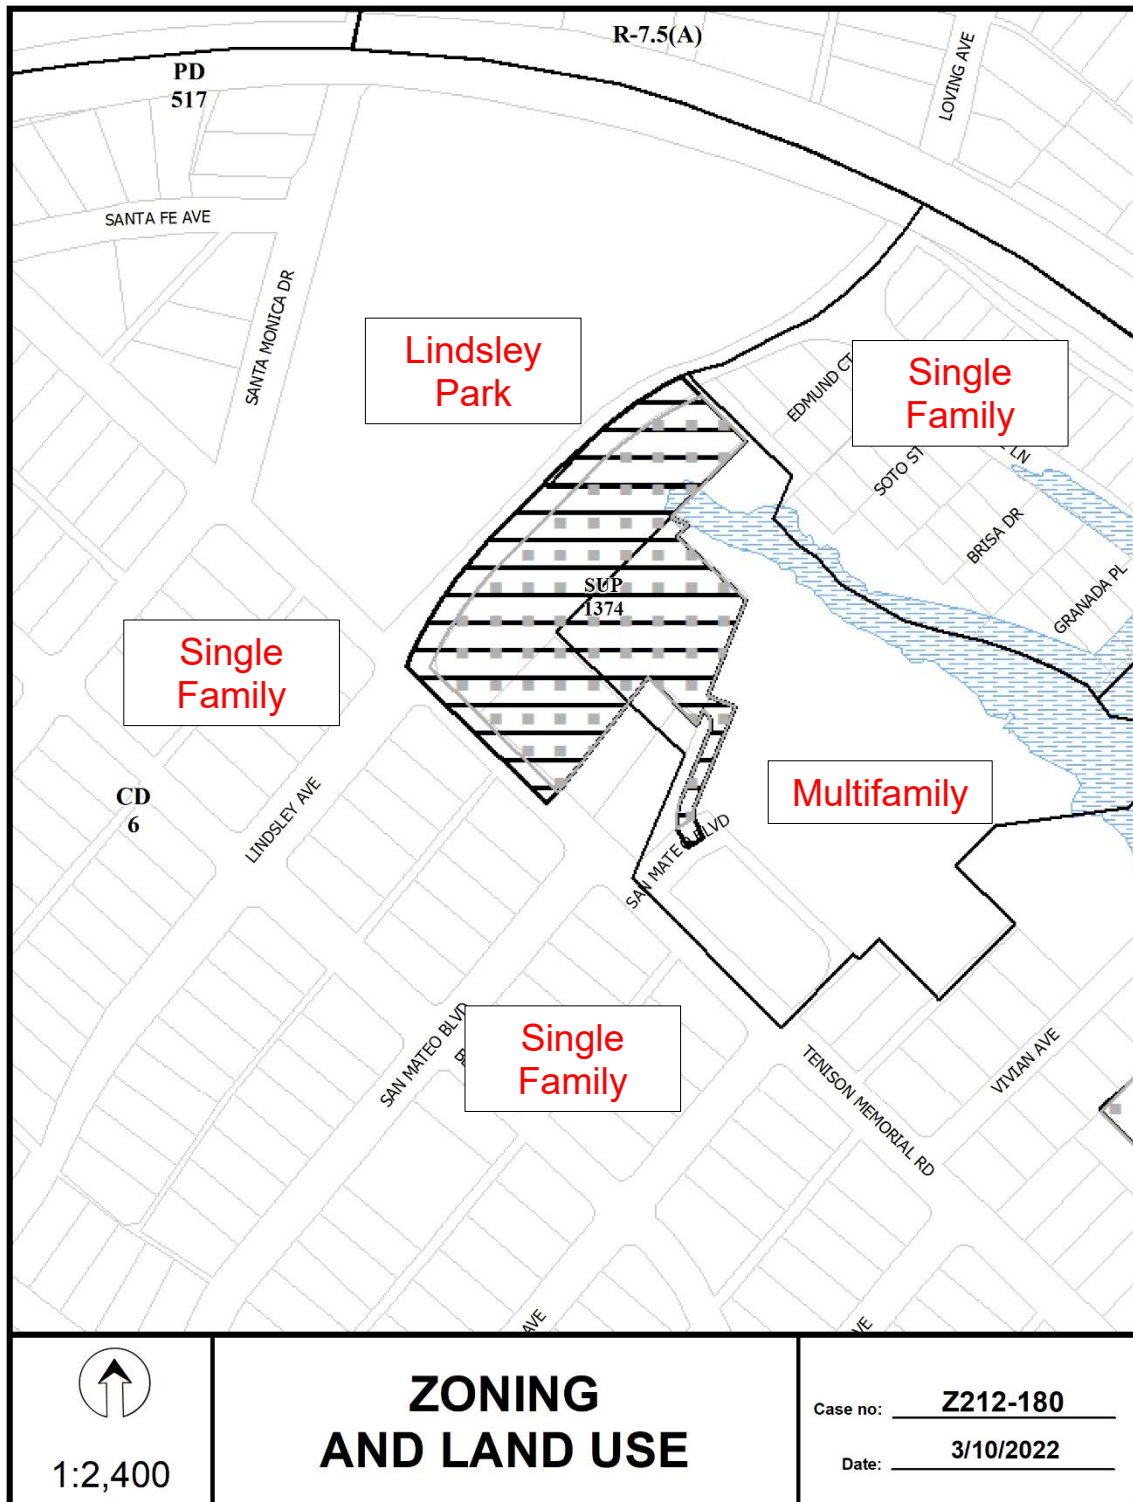 R-7.5(A)
PD
517
LOVING AVE
SANTA FE AVE
SANTA MONICA DR
Lindsley
Park
EDMUND CT
Single
Family
SOTO ST
LN
BRISA DR
GRANADA PL
SUP
1374
Single
Family
CD
6
LINDSLEY AVE
Multifamily
SAN MATEO BLVD
SAN MATEO BLVD
Single
Family
TENISON MEMORIAL RD
VIVIAN AVE
AVE
VE
1:2,400
ZONING
AND LAND USE
Case no: Z212-180
Date: 3/10/2022